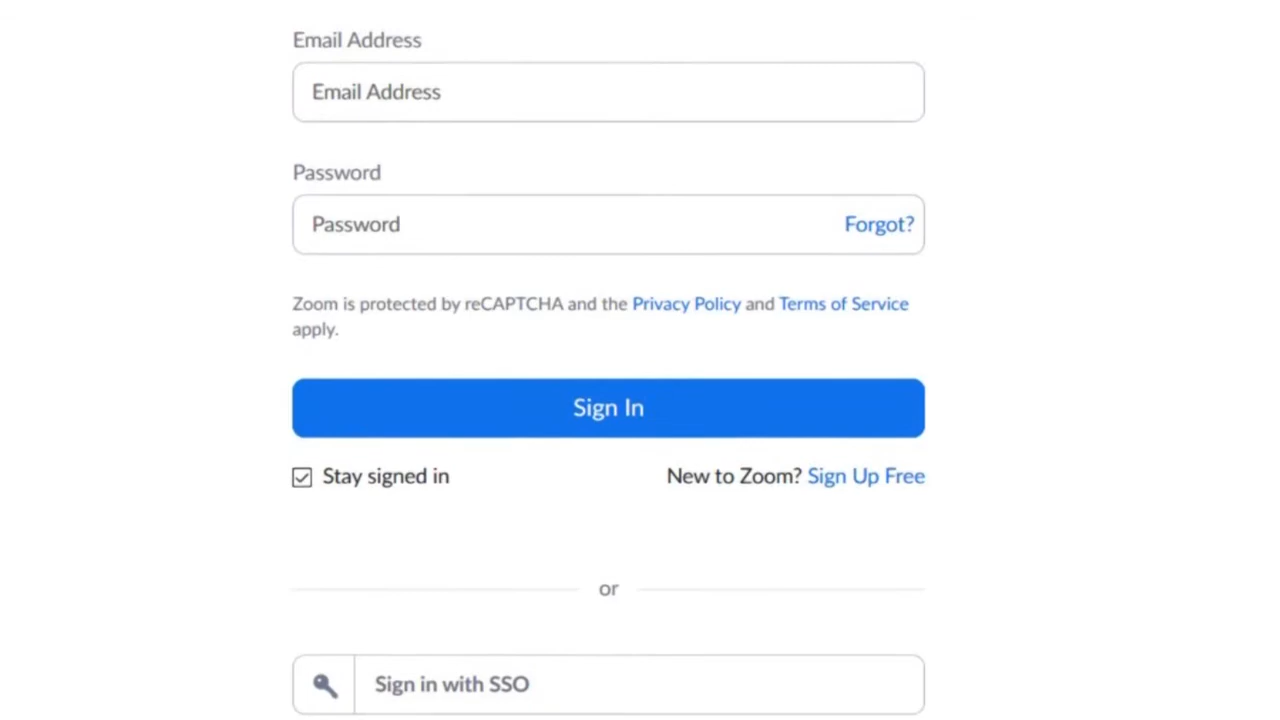 Email Address
Email Address
Password
Password Forgot?
Zoom is protected by reCAPTCHA and the Privacy Policy and Terms of Service
apply.
Sign In
Stay signed in New to Zoom? Sign Up Free
or
Sign in with SSO